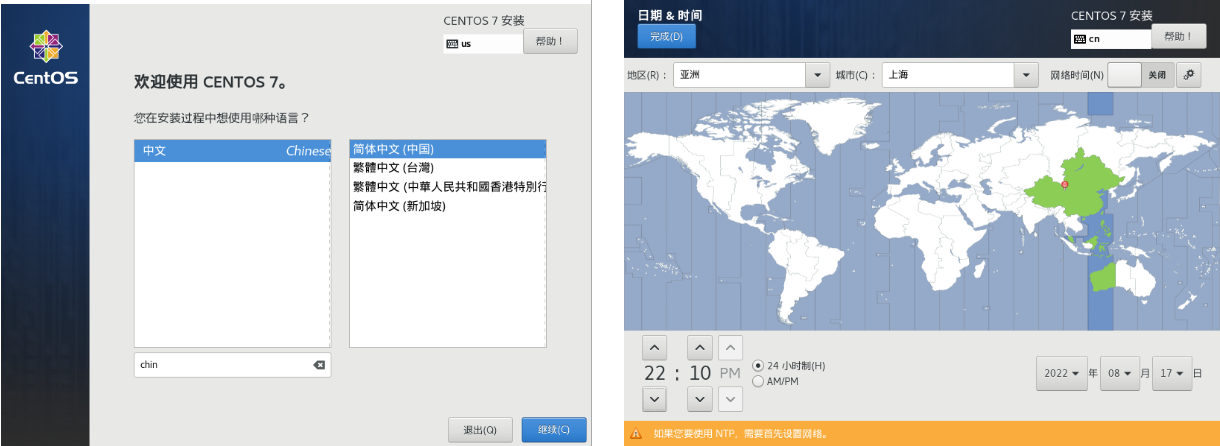 CentOS
CENTOS 7 安装
us
帮助！
欢迎使用 CENTOS 7。
您在安装过程中想使用哪种语言？
中文 Chinese
简体中文 (中国)
繁體中文 (台灣)
繁體中文 (中華人民共和國香港特別行
简体中文 (新加坡)
chin
退出(Q)
继续(C)
日期 & 时间
完成(D)
CENTOS 7 安装
cn
帮助！
地区(R)：
亚洲
城市(C)：
上海
网络时间(N)
关闭
22 : 10 PM
24 小时制(H)
AM/PM
2022 年 08 月 17 日
如果您要使用 NTP，需要首先设置网络。